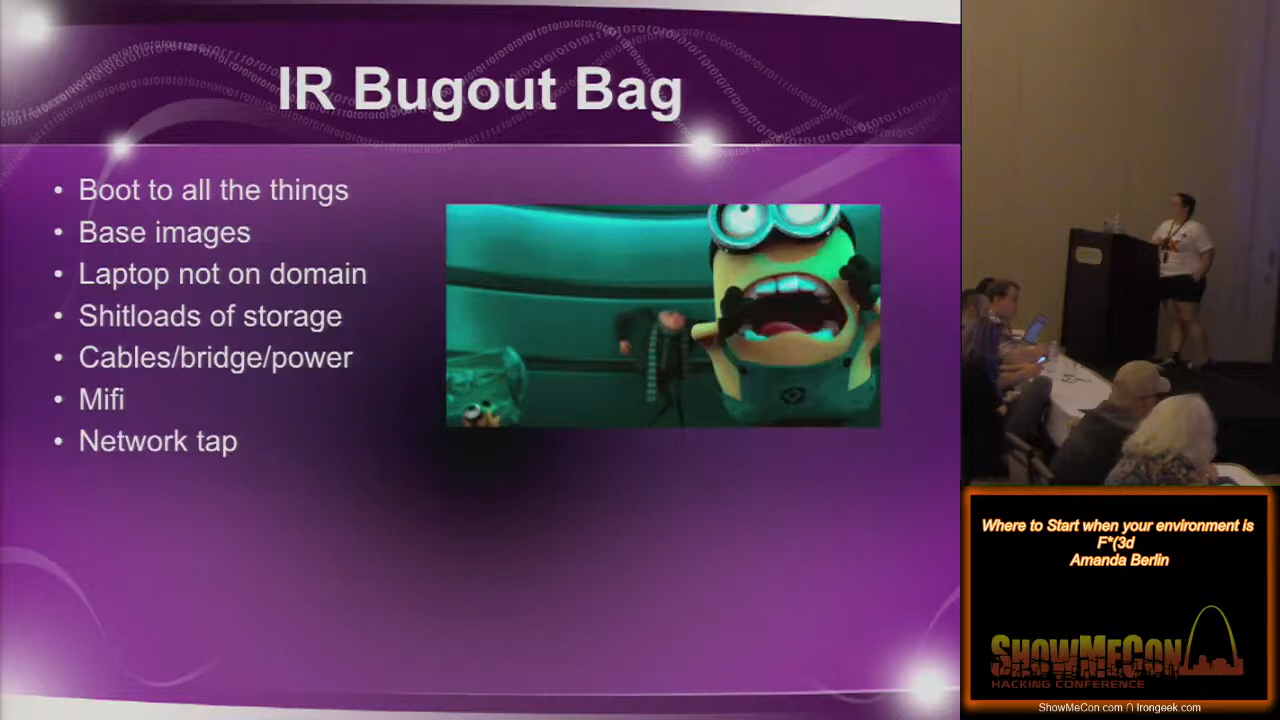 IR Bugout Bag
• Boot to all the things
• Base images
• Laptop not on domain
• Shitloads of storage
• Cables/bridge/power
• Mifi
• Network tap
Where to Start when your environment is
F*(3d
Amanda Berlin
SHOWMECON
HACKING CONFERENCE
ShowMeCon.com ∩ Irongeek.com